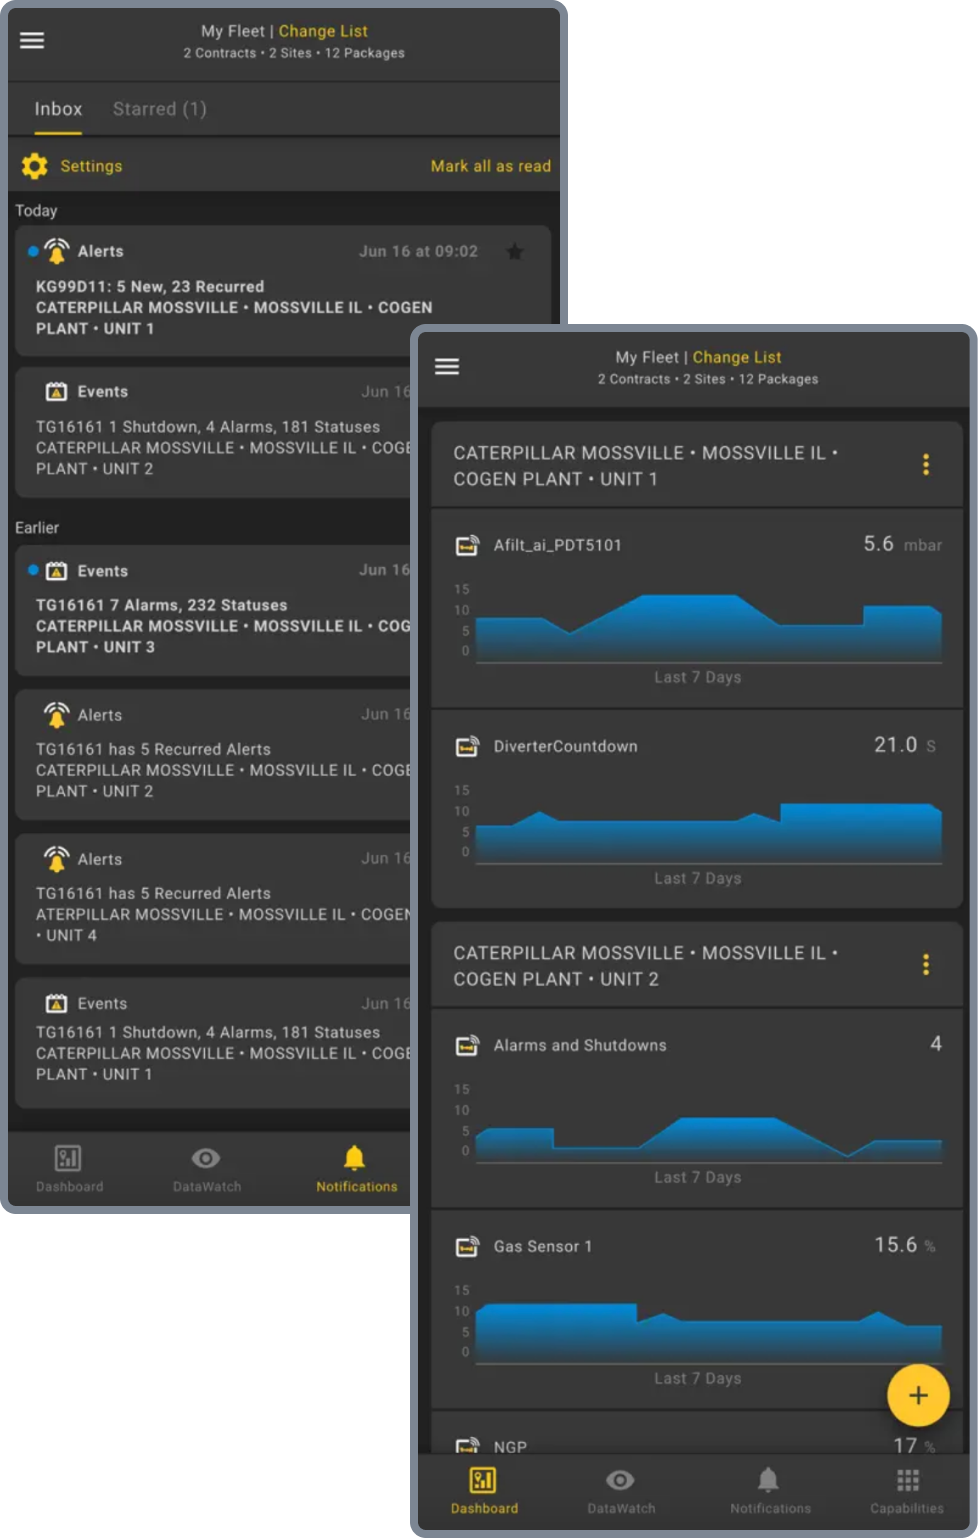 My Fleet | Change List
2 Contracts • 2 Sites • 12 Packages
Inbox
Starred (1)
Settings
Mark all as read
Today
Alerts
Jun 16 at 09:02
KG99D11: 5 New, 23 Recurred
CATERPILLAR MOSSVILLE • MOSSVILLE IL • COGEN
PLANT • UNIT 1
Events
Jun 16
TG16161 1 Shutdown, 4 Alarms, 181 Statuses
CATERPILLAR MOSSVILLE • MOSSVILLE IL • COGE
PLANT • UNIT 2
Earlier
Events
Jun 16
TG16161 7 Alarms, 232 Statuses
CATERPILLAR MOSSVILLE • MOSSVILLE IL • COG
PLANT • UNIT 3
Alerts
Jun 16
TG16161 has 5 Recurred Alerts
CATERPILLAR MOSSVILLE • MOSSVILLE IL • COGE
PLANT • UNIT 2
Alerts
Jun 16
TG16161 has 5 Recurred Alerts
ATERPILLAR MOSSVILLE • MOSSVILLE IL • COGEN
• UNIT 4
Events
Jun 16
TG16161 1 Shutdown, 4 Alarms, 181 Statuses
CATERPILLAR MOSSVILLE • MOSSVILLE IL • COGE
PLANT • UNIT 1
Dashboard
DataWatch
Notifications
My Fleet | Change List
2 Contracts • 2 Sites • 12 Packages
CATERPILLAR MOSSVILLE • MOSSVILLE IL •
COGEN PLANT • UNIT 1
Afilt_ai_PDT5101
5.6 mbar
15
10
5
0
Last 7 Days
DiverterCountdown
21.0 S
15
10
5
0
Last 7 Days
CATERPILLAR MOSSVILLE • MOSSVILLE IL •
COGEN PLANT • UNIT 2
Alarms and Shutdowns
4
15
10
5
0
Last 7 Days
Gas Sensor 1
15.6 %
15
10
5
0
Last 7 Days
+
NGP
17 %
Dashboard
DataWatch
Notifications
Capabilities